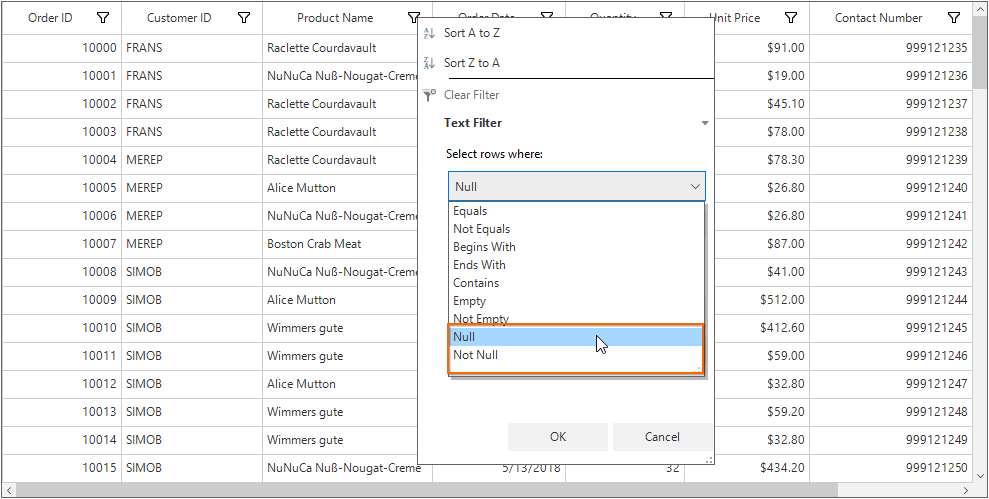 Order ID Customer ID Product Name Order Date Quantity Unit Price Contact Number
Sort A to Z
Sort Z to A
Clear Filter
Text Filter
Select rows where:
Null
Equals
Not Equals
Begins With
Ends With
Contains
Empty
Not Empty
Null
Not Null
OK Cancel
10000 FRANS Raclette Courdavault $91.00 999121235
10001 FRANS NuNuCa Nuß-Nougat-Creme $19.00 999121236
10002 FRANS Raclette Courdavault $45.10 999121237
10003 FRANS Raclette Courdavault $78.00 999121238
10004 MEREP Raclette Courdavault $78.30 999121239
10005 MEREP Alice Mutton $26.80 999121240
10006 MEREP NuNuCa Nuß-Nougat-Creme $26.80 999121241
10007 MEREP Boston Crab Meat $87.00 999121242
10008 SIMOB NuNuCa Nuß-Nougat-Creme $41.00 999121243
10009 SIMOB Alice Mutton $512.00 999121244
10010 SIMOB Wimmers gute $412.60 999121245
10011 SIMOB Wimmers gute $59.00 999121246
10012 SIMOB Alice Mutton $32.80 999121247
10013 SIMOB Wimmers gute $59.20 999121248
10014 SIMOB Wimmers gute $32.80 999121249
10015 SIMOB NuNuCa Nuß-Nougat-Creme 5/13/2018 32 $434.20 999121250